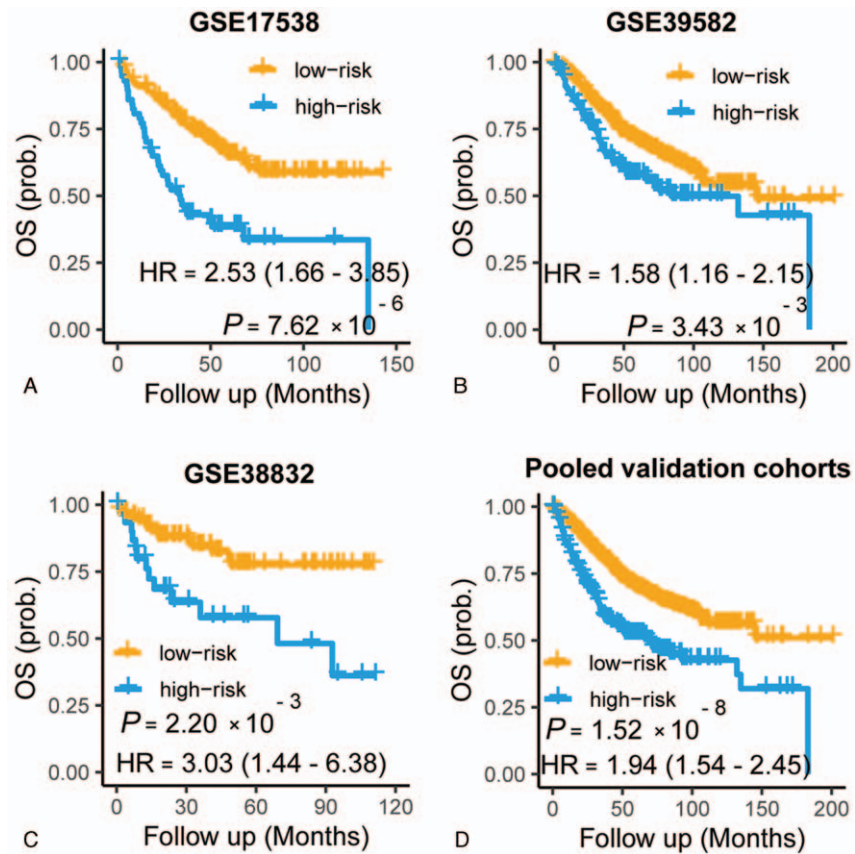 GSE17538
1.00
0.75
0.50
0.25
0.00
OS (prob.)
low-risk
high-risk
HR = 2.53 (1.66 - 3.85)
P = 7.62 ×10 - 6
0 50 100 150
Follow up (Months)
A
GSE39582
1.00
0.75
0.50
0.25
0.00
OS (prob.)
low-risk
high-risk
HR = 1.58 (1.16 - 2.15)
P = 3.43 ×10 - 3
0 50 100 150 200
Follow up (Months)
B
GSE38832
1.00
0.75
0.50
0.25
0.00
OS (prob.)
low-risk
high-risk
P = 2.20 ×10 - 3
HR = 3.03 (1.44 - 6.38)
0 30 60 90 120
Follow up (Months)
C
Pooled validation cohorts
1.00
0.75
0.50
0.25
0.00
OS (prob.)
low-risk
high-risk
P = 1.52 ×10 - 8
HR = 1.94 (1.54 - 2.45)
0 50 100 150 200
Follow up (Months)
D